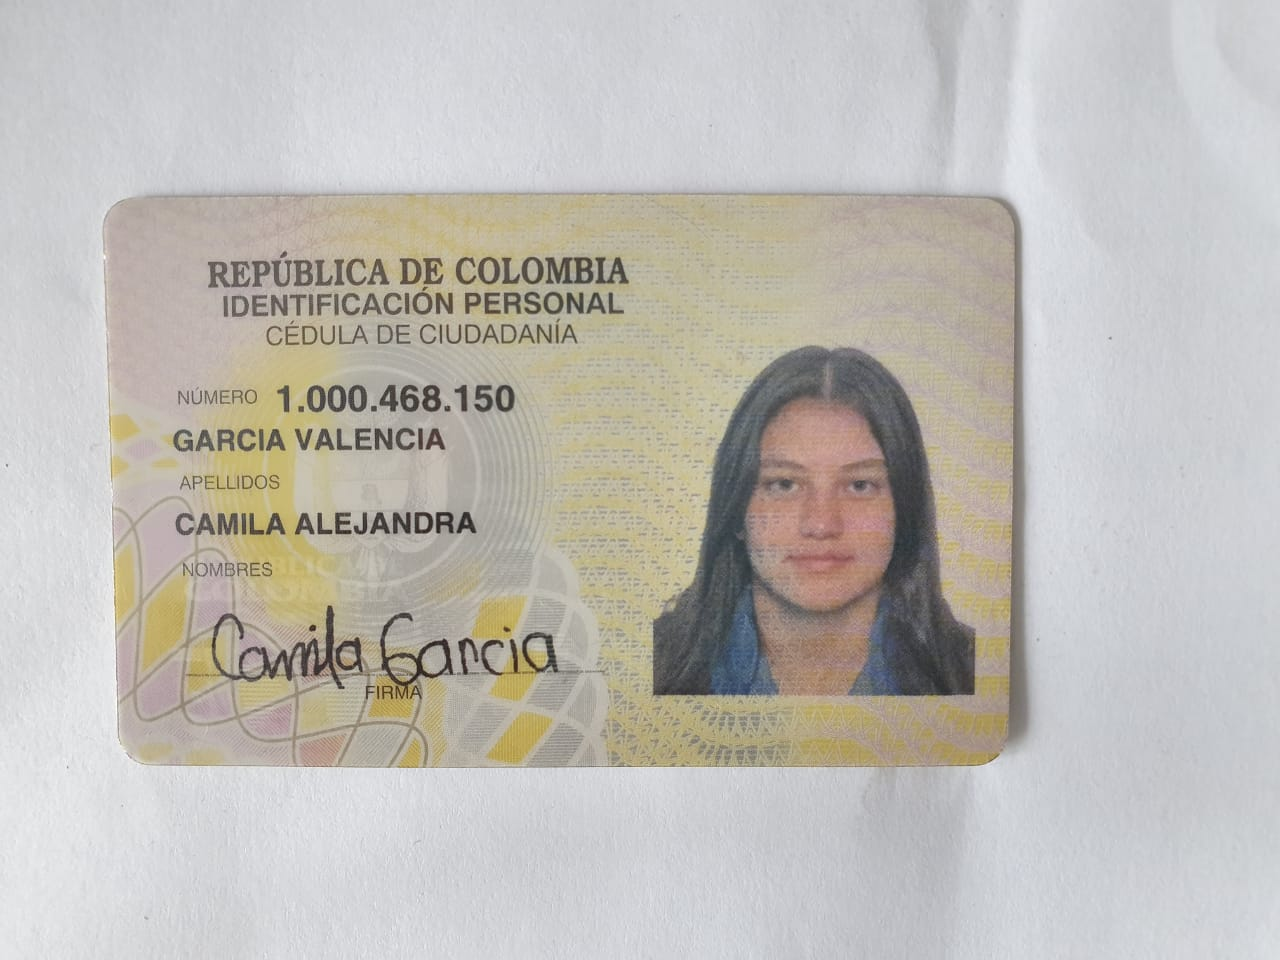 REPÚBLICA DE COLOMBIA
IDENTIFICACIÓN PERSONAL
CÉDULA DE CIUDADANÍA
NÚMERO 1.000.468.150
GARCIA VALENCIA
APELLIDOS
CAMILA ALEJANDRA
NOMBRES
COLOMBIA
Camila Garcia
FIRMA